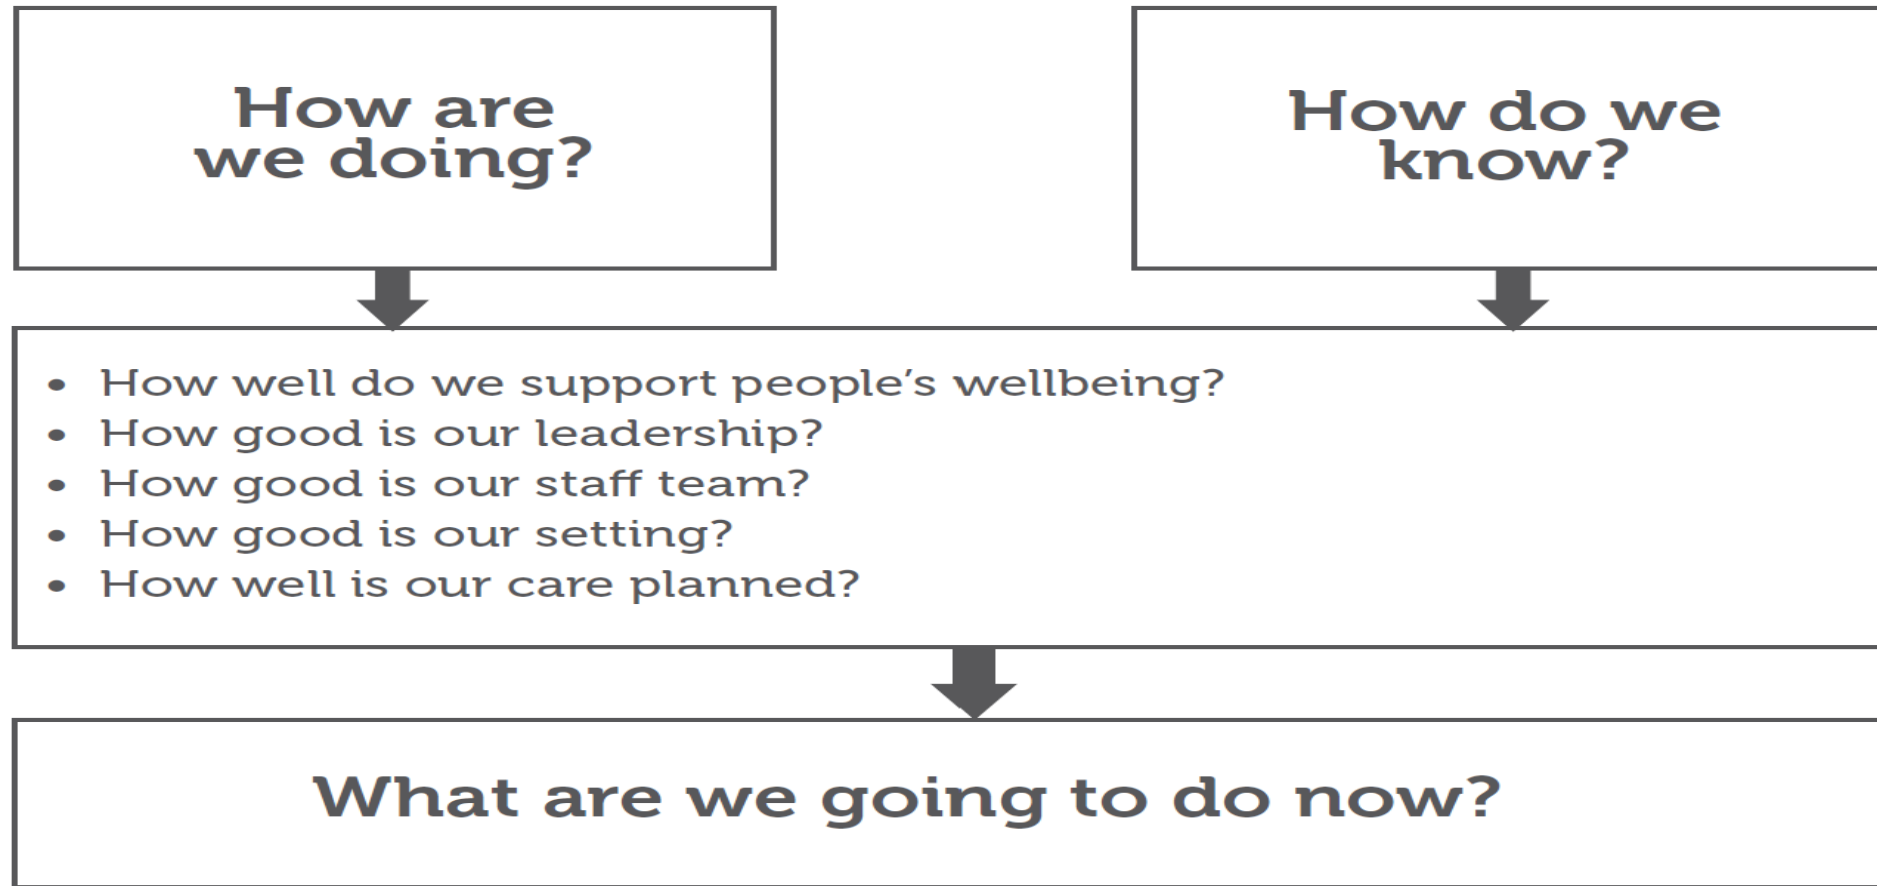 How are
we doing?
How do we
know?
• How well do we support people’s wellbeing?
• How good is our leadership?
• How good is our staff team?
• How good is our setting?
• How well is our care planned?
What are we going to do now?